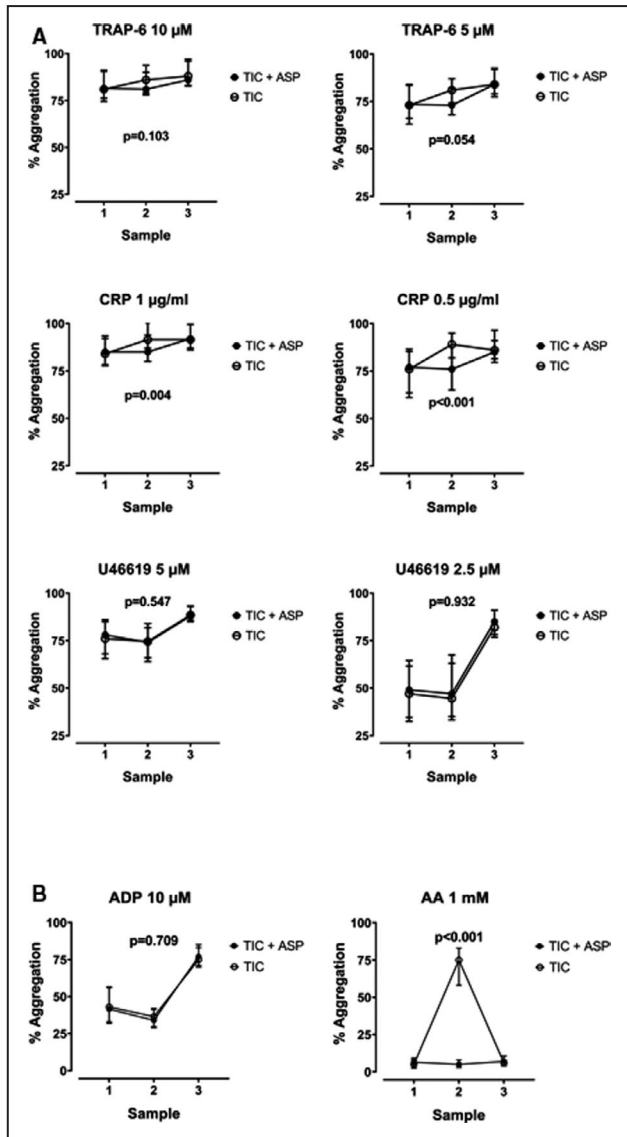 A
TRAP-6 10 µM
% Aggregation
100
75
50
25
p=0.103
1 2 3
Sample
TIC + ASP
TIC
TRAP-6 5 µM
% Aggregation
100
75
50
25
p=0.054
1 2 3
Sample
TIC + ASP
TIC
CRP 1 µg/ml
% Aggregation
100
75
50
25
p=0.004
1 2 3
Sample
TIC + ASP
TIC
CRP 0.5 µg/ml
% Aggregation
100
75
50
25
p<0.001
1 2 3
Sample
TIC + ASP
TIC
U46619 5 µM
% Aggregation
100
75
50
25
p=0.547
1 2 3
Sample
TIC + ASP
TIC
U46619 2.5 µM
% Aggregation
100
75
50
25
p=0.932
1 2 3
Sample
TIC + ASP
TIC
B
ADP 10 µM
% Aggregation
100
75
50
25
0
p=0.709
1 2 3
Sample
TIC + ASP
TIC
AA 1 mM
% Aggregation
100
75
50
25
0
p<0.001
1 2 3
Sample
TIC + ASP
TIC